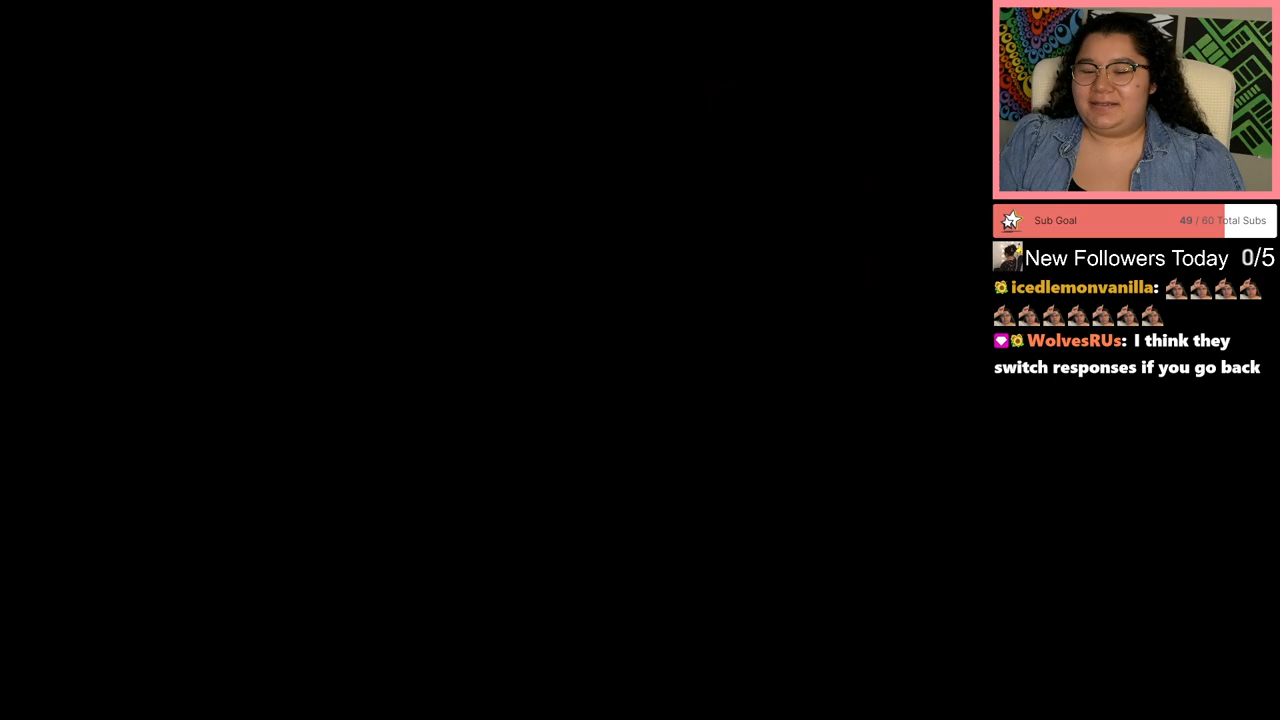 Sub Goal 49 / 60 Total Subs
New Followers Today 0/5
icedlemonvanilla:
WolvesRUs: I think they
switch responses if you go back